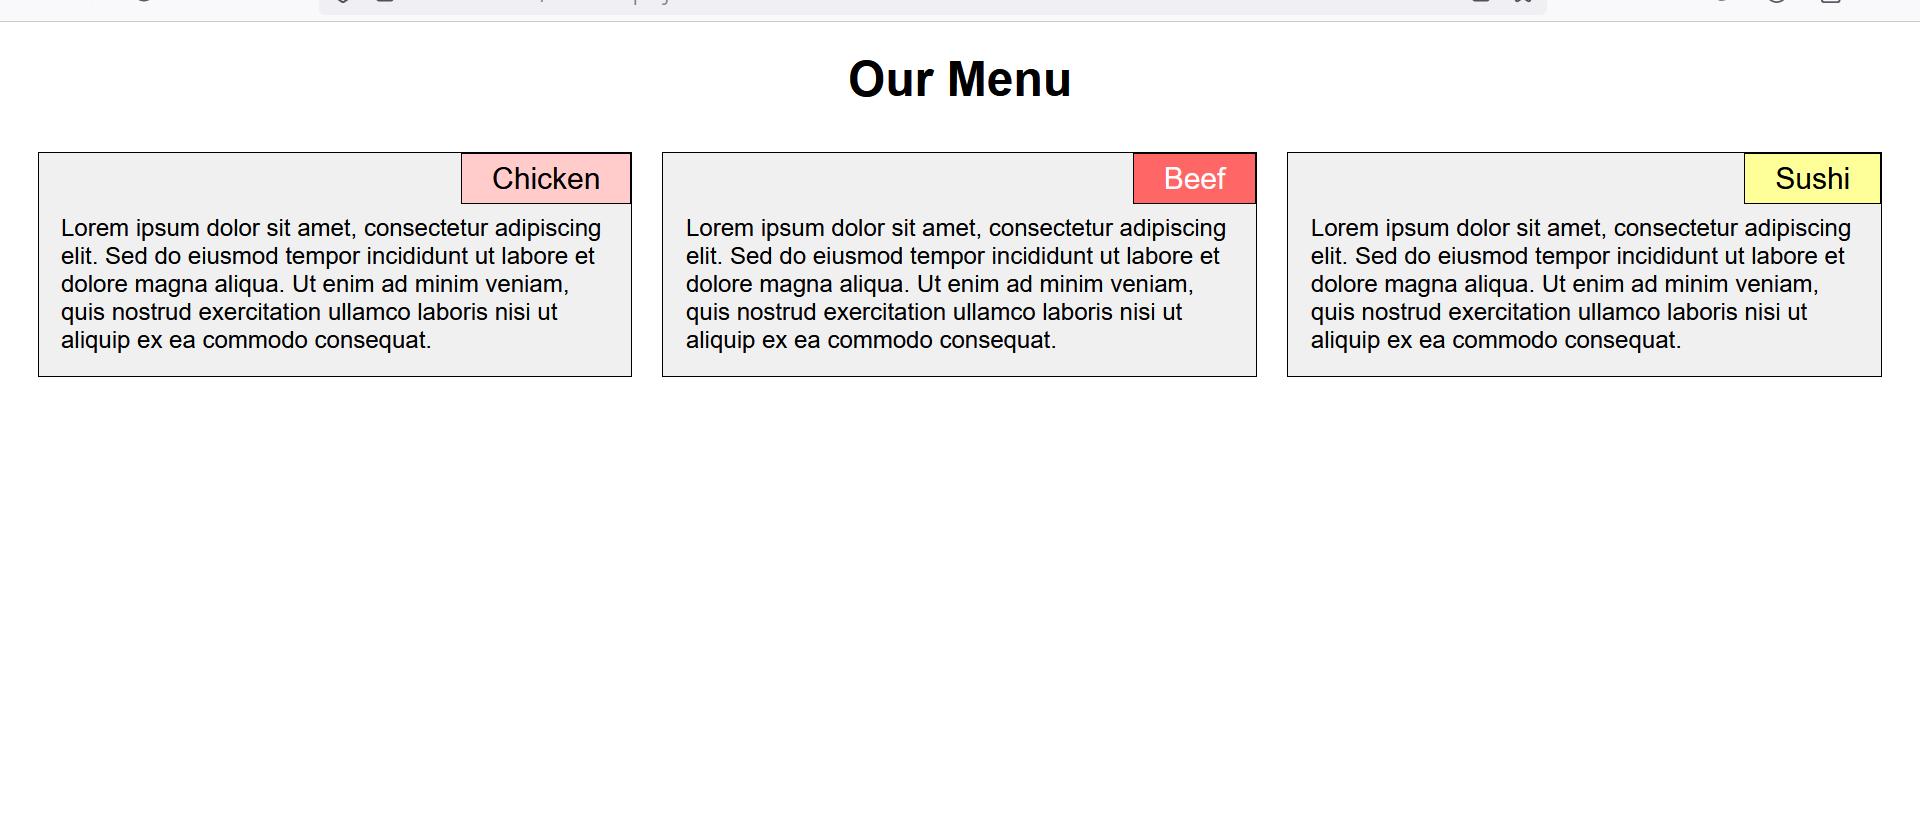 Our Menu
Chicken
Lorem ipsum dolor sit amet, consectetur adipiscing
elit. Sed do eiusmod tempor incididunt ut labore et
dolore magna aliqua. Ut enim ad minim veniam,
quis nostrud exercitation ullamco laboris nisi ut
aliquip ex ea commodo consequat.
Beef
Lorem ipsum dolor sit amet, consectetur adipiscing
elit. Sed do eiusmod tempor incididunt ut labore et
dolore magna aliqua. Ut enim ad minim veniam,
quis nostrud exercitation ullamco laboris nisi ut
aliquip ex ea commodo consequat.
Sushi
Lorem ipsum dolor sit amet, consectetur adipiscing
elit. Sed do eiusmod tempor incididunt ut labore et
dolore magna aliqua. Ut enim ad minim veniam,
quis nostrud exercitation ullamco laboris nisi ut
aliquip ex ea commodo consequat.